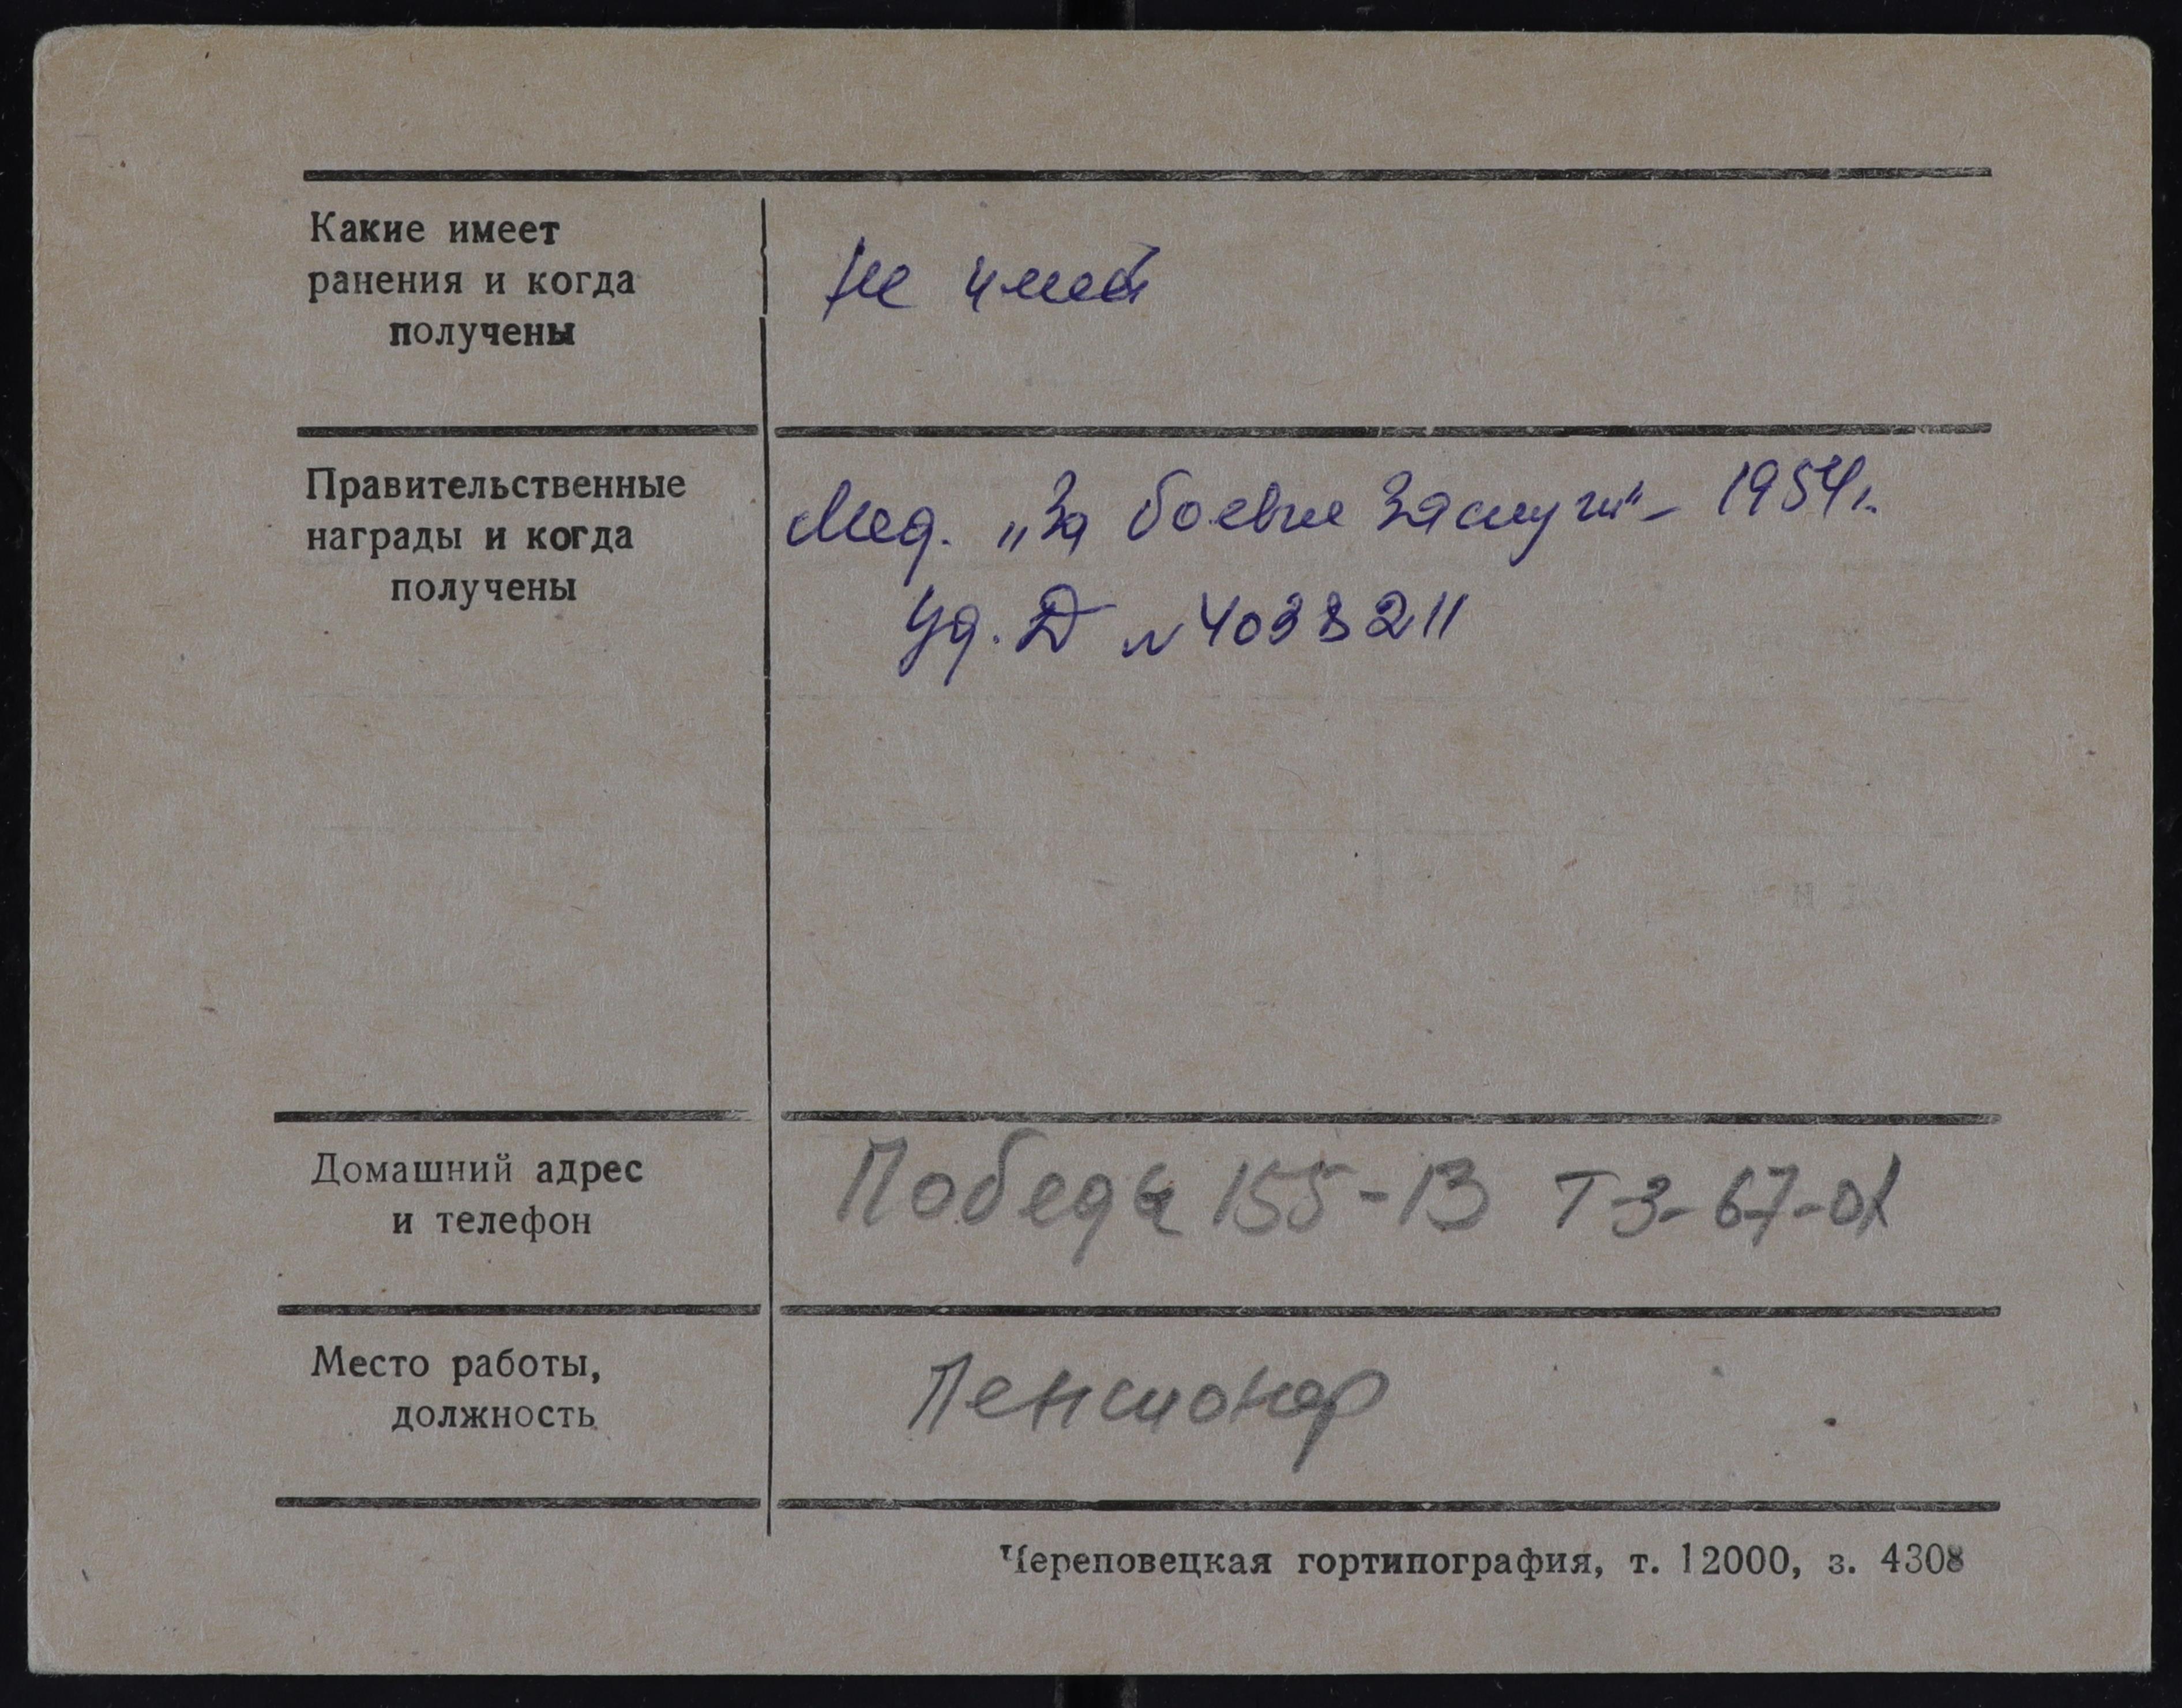 Какие имеет
ранения и когда
получены
Не имеет
Правительственные
награды и когда
получены
Мед. „За боевые заслуги" - 1954г.
Уд. Д № 4038211
Домашний адрес
и телефон
Победы 155-13 Т 3-67-01
Место работы,
должность
Пенсионер
Череповецкая гортипография, т. 12000, з. 4308